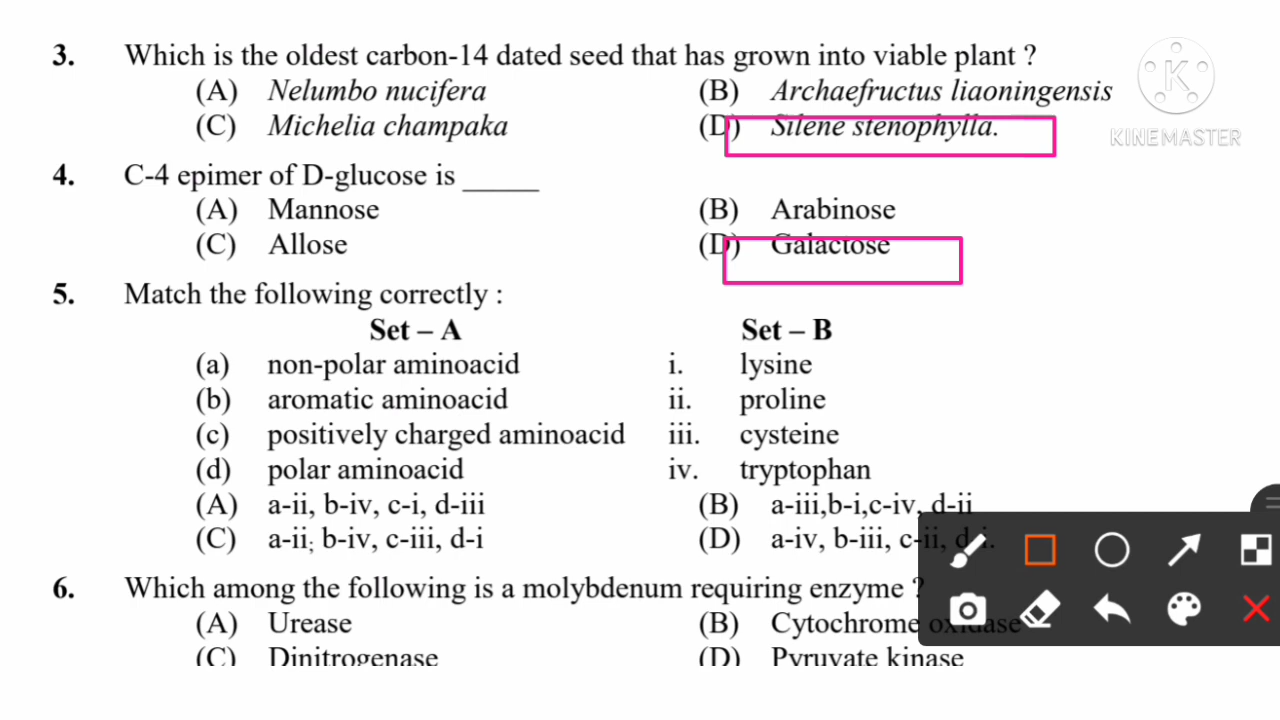 3. Which is the oldest carbon-14 dated seed that has grown into viable plant ?
(A) Nelumbo nucifera (B) Archaefructus liaoningensis
(C) Michelia champaka (D) Silene stenophylla.
4. C-4 epimer of D-glucose is _____
(A) Mannose (B) Arabinose
(C) Allose (D) Galactose
5. Match the following correctly :
Set – A Set – B
(a) non-polar aminoacid i. lysine
(b) aromatic aminoacid ii. proline
(c) positively charged aminoacid iii. cysteine
(d) polar aminoacid iv. tryptophan
(A) a-ii, b-iv, c-i, d-iii (B) a-iii,b-i,c-iv, d-ii
(C) a-ii; b-iv, c-iii, d-i (D) a-iv, b-iii, c-ii, d-i.
6. Which among the following is a molybdenum requiring enzyme ?
(A) Urease (B) Cytochrome oxidase
(C) Dinitrogenase (D) Pyruvate kinase
K
KINEMASTER